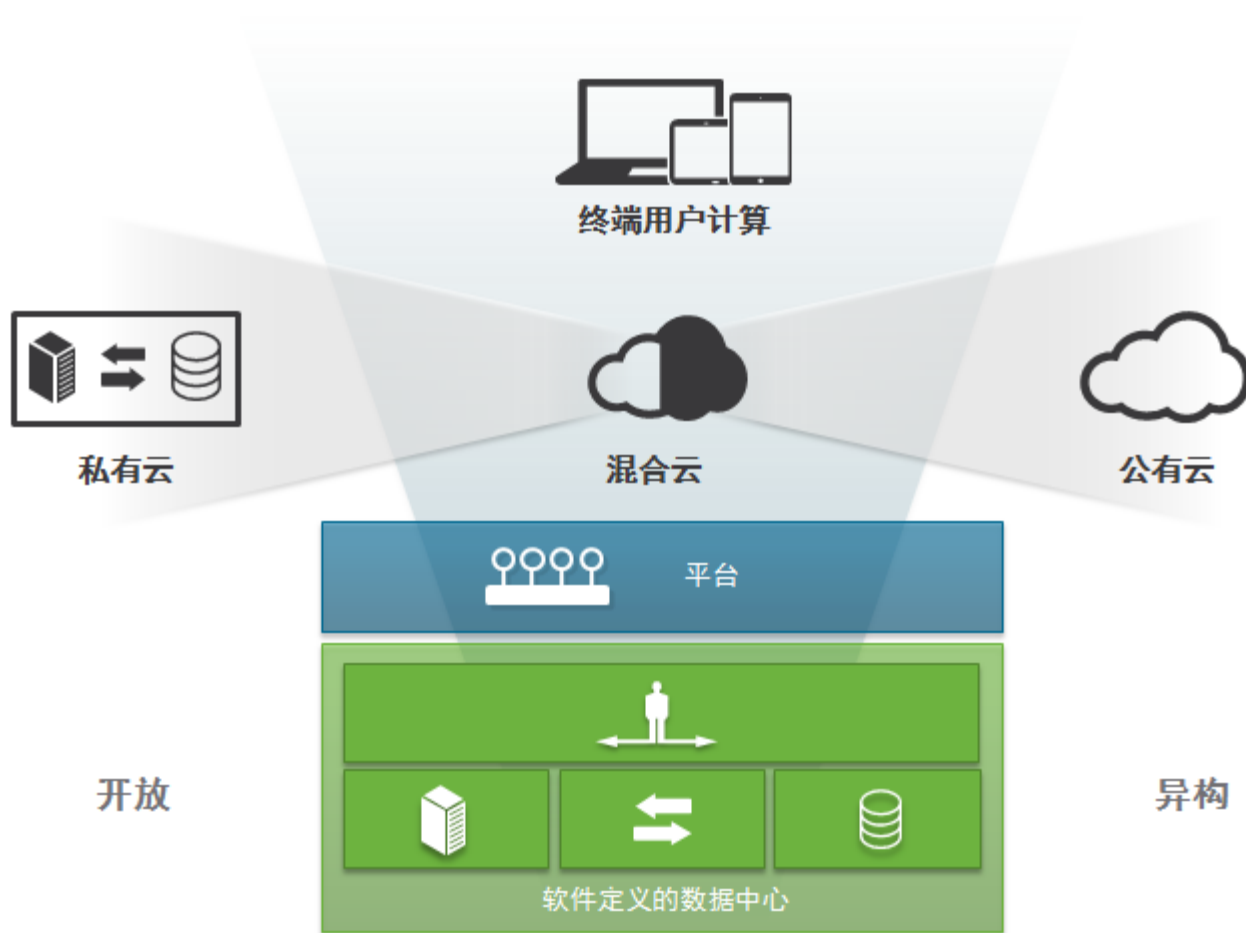 终端用户计算
私有云
混合云
公有云
平台
开放
异构
软件定义的数据中心